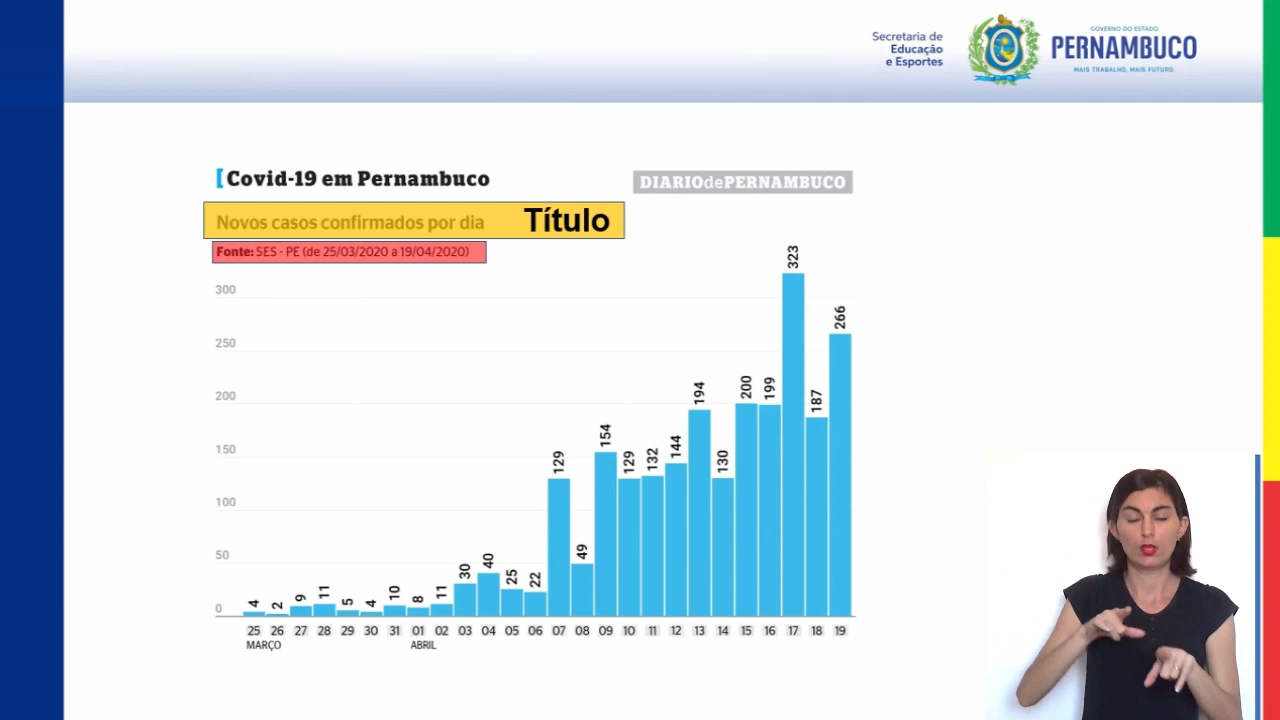 Secretaria de
Educação
e Esportes
GOVERNO DO ESTADO
PERNAMBUCO
MAIS TRABALHO, MAIS FUTURO.
Covid-19 em Pernambuco
DIARIOdePERNAMBUCO
Novos casos confirmados por dia Título
Fonte: SES - PE (de 25/03/2020 a 19/04/2020)
300
250
200
150
100
50
0
4 2 9 11 5 4 10 8 11 30 40 25 22 129 49 154 129 132 144 194 130 200 199 323 187 266
25 26 27 28 29 30 31 01 02 03 04 05 06 07 08 09 10 11 12 13 14 15 16 17 18 19
MARÇO ABRIL